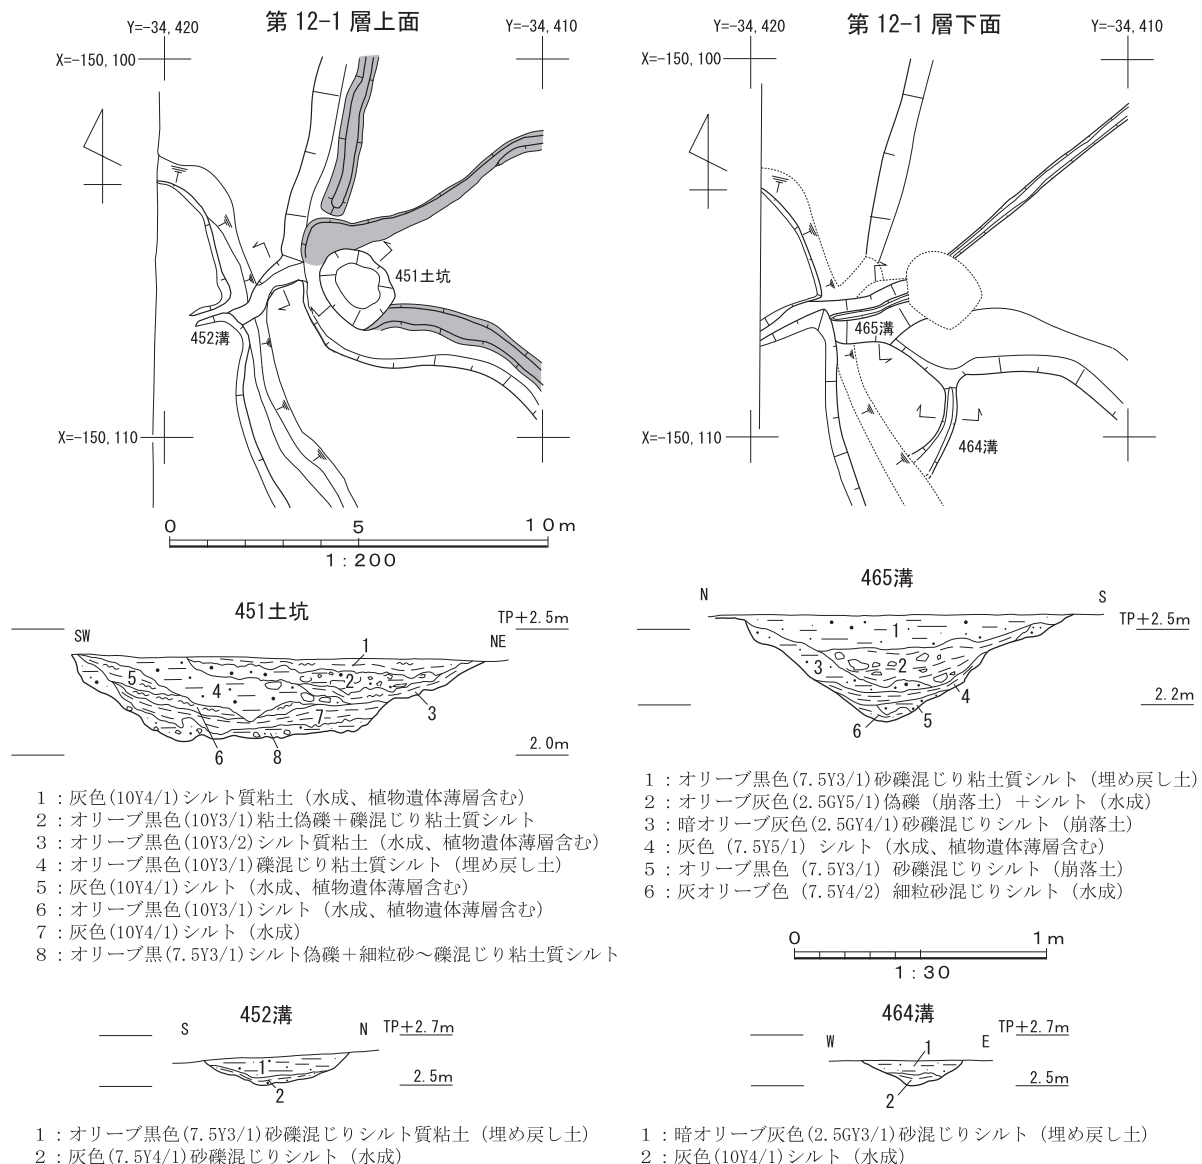 第 12-1 層上面
Y=-34,420
Y=-34,410
X=-150,100
451土坑
452溝
X=-150,110
第 12-1 層下面
Y=-34,420
Y=-34,410
X=-150,100
465溝
464溝
X=-150,110
0 5 10m
1:200
451土坑
SW
NE
TP+2.5m
2.0m
1
2
3
4
5
6
7
8
1:灰色(10Y4/1)シルト質粘土(水成、植物遺体薄層含む)
2:オリーブ黒色(10Y3/1)粘土偽礫+礫混じり粘土質シルト
3:オリーブ黒色(10Y3/2)シルト質粘土(水成、植物遺体薄層含む)
4:オリーブ黒色(10Y3/1)礫混じり粘土質シルト(埋め戻し土)
5:灰色(10Y4/1)シルト(水成、植物遺体薄層含む)
6:オリーブ黒色(10Y3/1)シルト(水成、植物遺体薄層含む)
7:灰色(10Y4/1)シルト(水成)
8:オリーブ黒(7.5Y3/1)シルト偽礫+細粒砂~礫混じり粘土質シルト
465溝
N
S
TP+2.5m
2.2m
1
2
3
4
5
6
1:オリーブ黒色(7.5Y3/1)砂礫混じり粘土質シルト(埋め戻し土)
2:オリーブ灰色(2.5GY5/1)偽礫(崩落土)+シルト(水成)
3:暗オリーブ灰色(2.5GY4/1)砂礫混じりシルト(崩落土)
4:灰色(7.5Y5/1)シルト(水成、植物遺体薄層含む)
5:オリーブ黒色(7.5Y3/1)砂礫混じりシルト(崩落土)
6:灰オリーブ色(7.5Y4/2)細粒砂混じりシルト(水成)
0 1m
1:30
452溝
S
N
TP+2.7m
2.5m
1
2
1:オリーブ黒色(7.5Y3/1)砂礫混じりシルト質粘土(埋め戻し土)
2:灰色(7.5Y4/1)砂礫混じりシルト(水成)
464溝
W
E
TP+2.7m
2.5m
1
2
1:暗オリーブ灰色(2.5GY3/1)砂混じりシルト(埋め戻し土)
2:灰色(10Y4/1)シルト(水成)